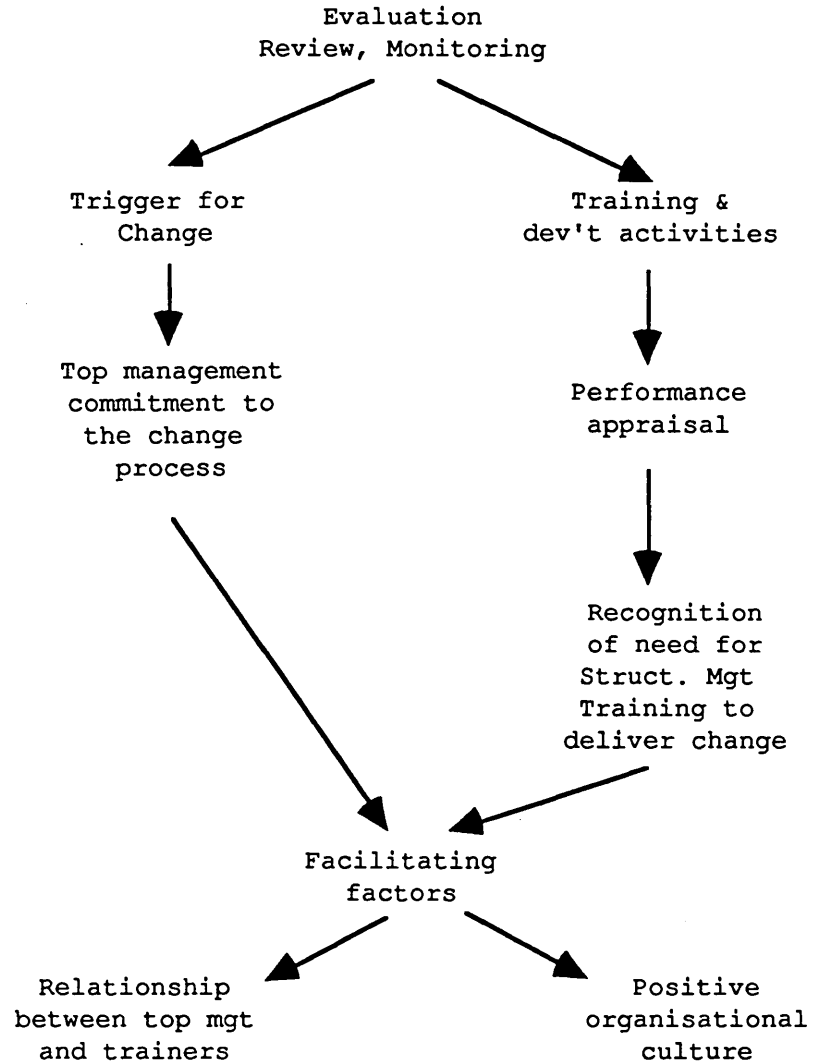 Evaluation
Review, Monitoring
Trigger for
Change
Training &
dev't activities
Top management
commitment to
the change
process
Performance
appraisal
Recognition
of need for
Struct. Mgt
Training to
deliver change
Facilitating
factors
Relationship
between top mgt
and trainers
Positive
organisational
culture